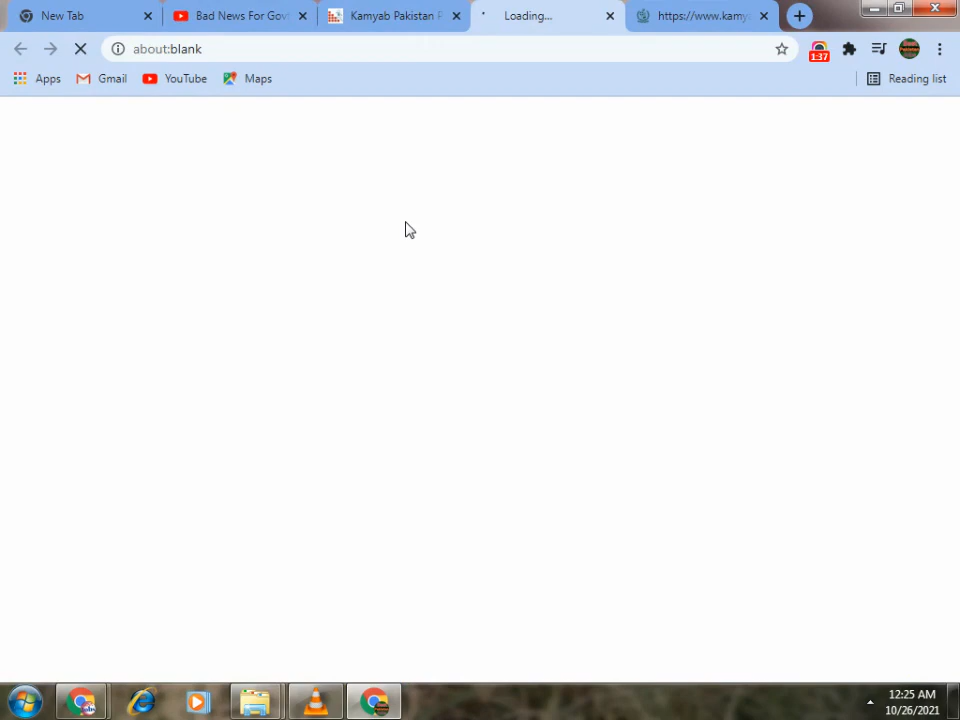 New Tab
Bad News For Gov
Kamyab Pakistan P
Loading...
https://www.kamy
about:blank
1:37
Apps
Gmail
YouTube
Maps
Reading list
12:25 AM
10/26/2021